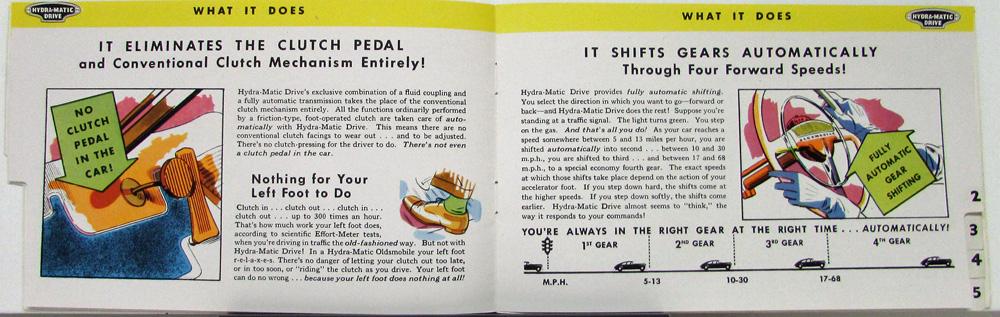 HYDRA-MATIC
DRIVE
WHAT IT DOES
IT ELIMINATES THE CLUTCH PEDAL
and Conventional Clutch Mechanism Entirely!
NO
CLUTCH
PEDAL
IN THE
CAR!
Hydra-Matic Drive's exclusive combination of a fluid coupling and
a fully automatic transmission takes the place of the conventional
clutch mechanism entirely. All the functions ordinarily performed
by a friction-type, foot-operated clutch are taken care of auto-
matically with Hydra-Matic Drive. This means there are no
conventional clutch facings to wear out . . . and to be adjusted.
There's no clutch-pressing for the driver to do. There's not even
a clutch pedal in the car.
Nothing for Your
Left Foot to Do
Clutch in . . . clutch out . . . clutch in . . .
clutch out . . . up to 300 times an hour.
That's how much work your left foot does,
according to scientific Effort-Meter tests,
when you're driving in traffic the old-fashioned way. But not with
Hydra-Matic Drive! In a Hydra-Matic Oldsmobile your left foot
r-e-l-a-x-e-s. There's no danger of letting your clutch out too late,
or in too soon, or "riding" the clutch as you drive. Your left foot
can do no wrong . . . because your left foot does nothing at all!
WHAT IT DOES
HYDRA-MATIC
DRIVE
IT SHIFTS GEARS AUTOMATICALLY
Through Four Forward Speeds!
Hydra-Matic Drive provides fully automatic shifting.
You select the direction in which you want to go—forward or
back—and Hydra-Matic Drive does the rest! Suppose you're
standing at a traffic signal. The light turns green. You step
on the gas. And that's all you do! As your car reaches a
speed somewhere between 5 and 13 miles per hour, you are
shifted automatically into second . . . between 10 and 30
m.p.h., you are shifted to third . . . and between 17 and 68
m.p.h., to a special economy fourth gear. The exact speeds
at which those shifts take place depend on the action of your
accelerator foot. If you step down hard, the shifts come at
the higher speeds. If you step down softly, the shifts come
earlier. Hydra-Matic Drive almost seems to "think," the
way it responds to your commands!
FULLY
AUTOMATIC
GEAR
SHIFTING
YOU'RE ALWAYS IN THE RIGHT GEAR AT THE RIGHT TIME . . . AUTOMATICALLY!
1ST GEAR 2ND GEAR 3RD GEAR 4TH GEAR
M.P.H. 5-13 10-30 17-68
2
3
4
5